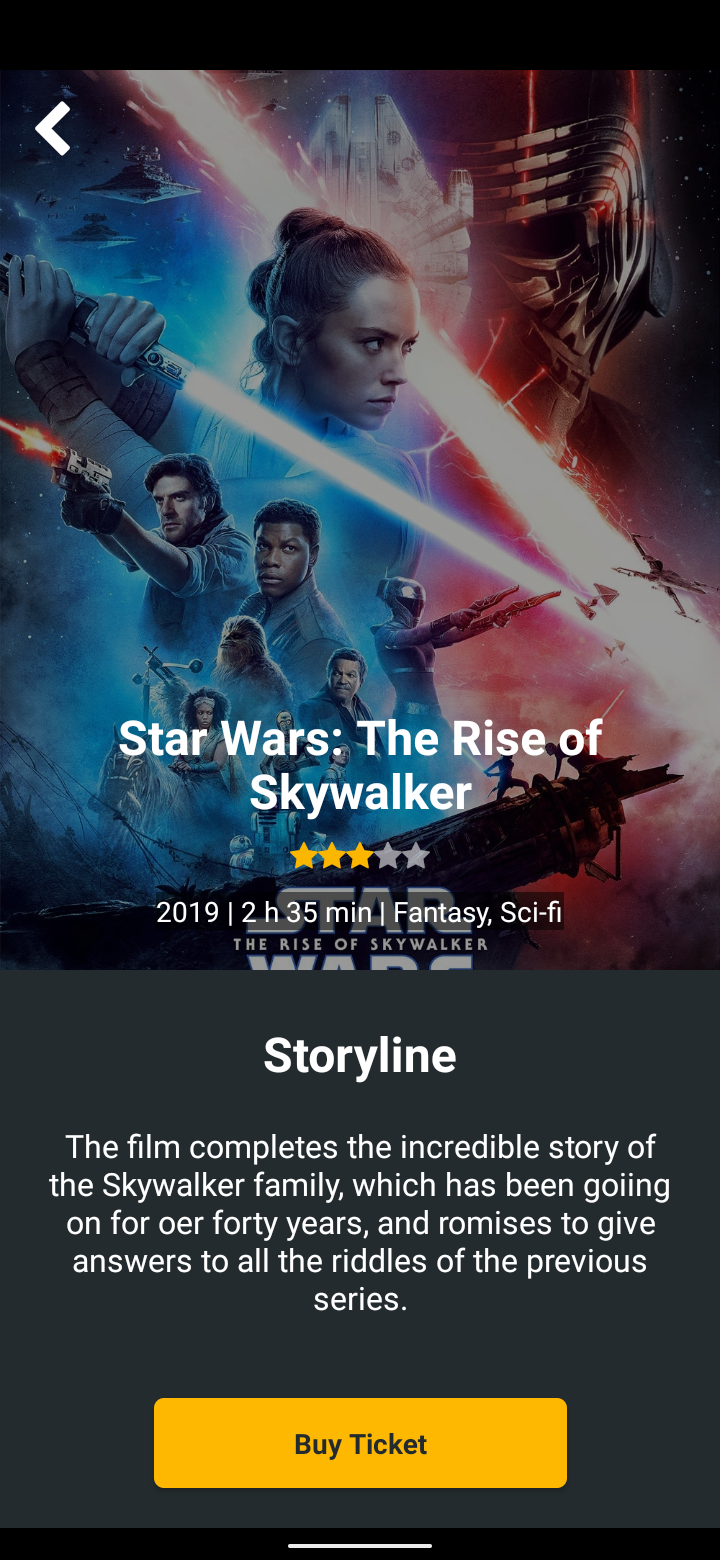 Star Wars: The Rise of
Skywalker
2019 | 2 h 35 min | Fantasy, Sci-fi
STAR
THE RISE OF SKYWALKER
WARS
Storyline
The film completes the incredible story of
the Skywalker family, which has been goiing
on for oer forty years, and romises to give
answers to all the riddles of the previous
series.
Buy Ticket